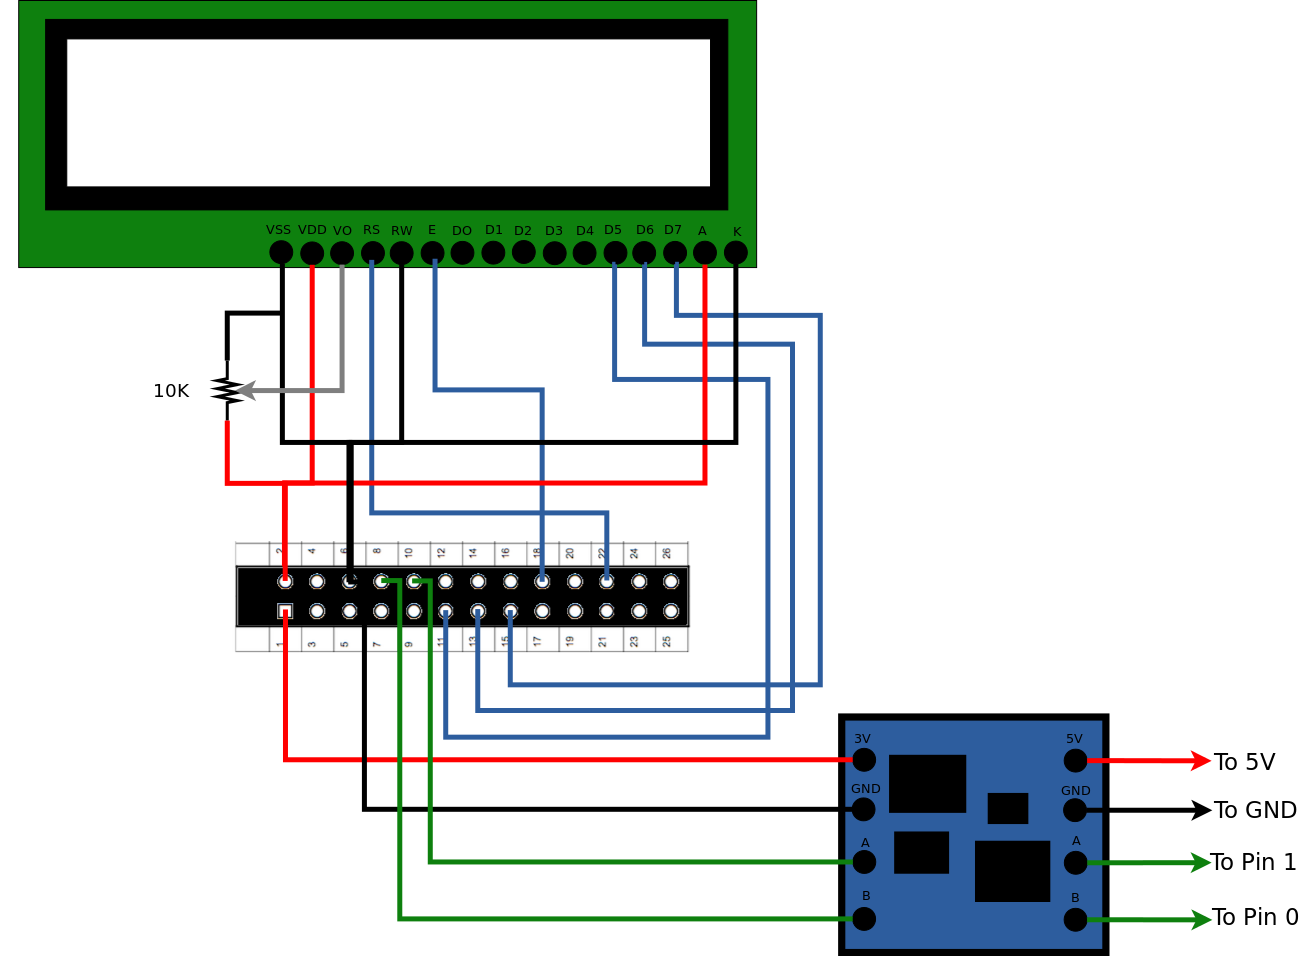 VSS VDD VO RS RW E DO D1 D2 D3 D4 D5 D6 D7 A K
10K
2 4 6 8 10 12 14 16 18 20 22 24 26
1 3 5 7 9 11 13 15 17 19 21 23 25
3V 5V To 5V
GND GND To GND
A A To Pin 1
B B To Pin 0